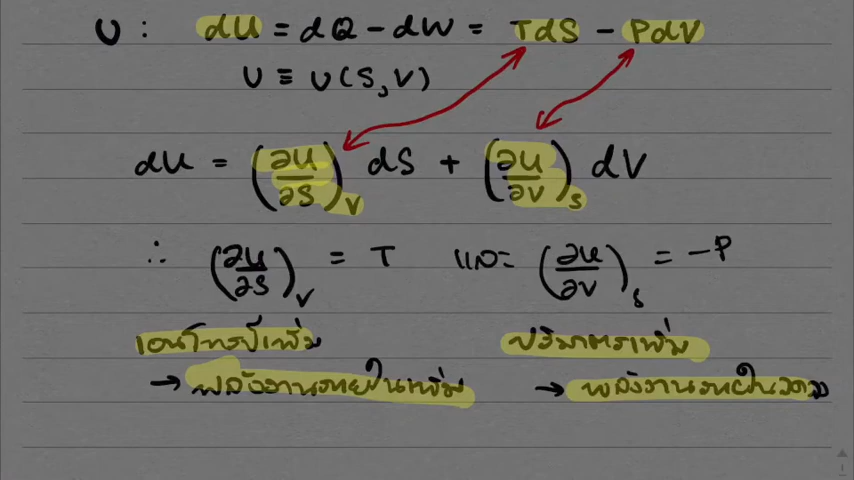 U : dU = dQ - dW = TdS - PdV
U ≡ U(S,V)
dU = (∂U/∂S)_V dS + (∂U/∂V)_S dV
∴ (∂U/∂S)_V = T และ (∂U/∂V)_S = -P
เอนโทรปีเพิ่ม ปริมาตรเพิ่ม
→ พลังงานภายในเพิ่ม → พลังงานภายในลดลง